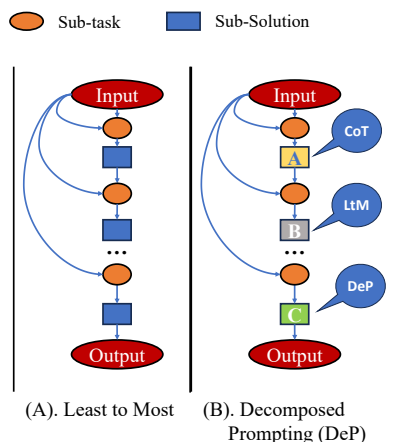 Sub-task
Sub-Solution
Input
...
Output
(A). Least to Most
Input
CoT
A
LtM
B
...
DeP
C
Output
(B). Decomposed
Prompting (DeP)